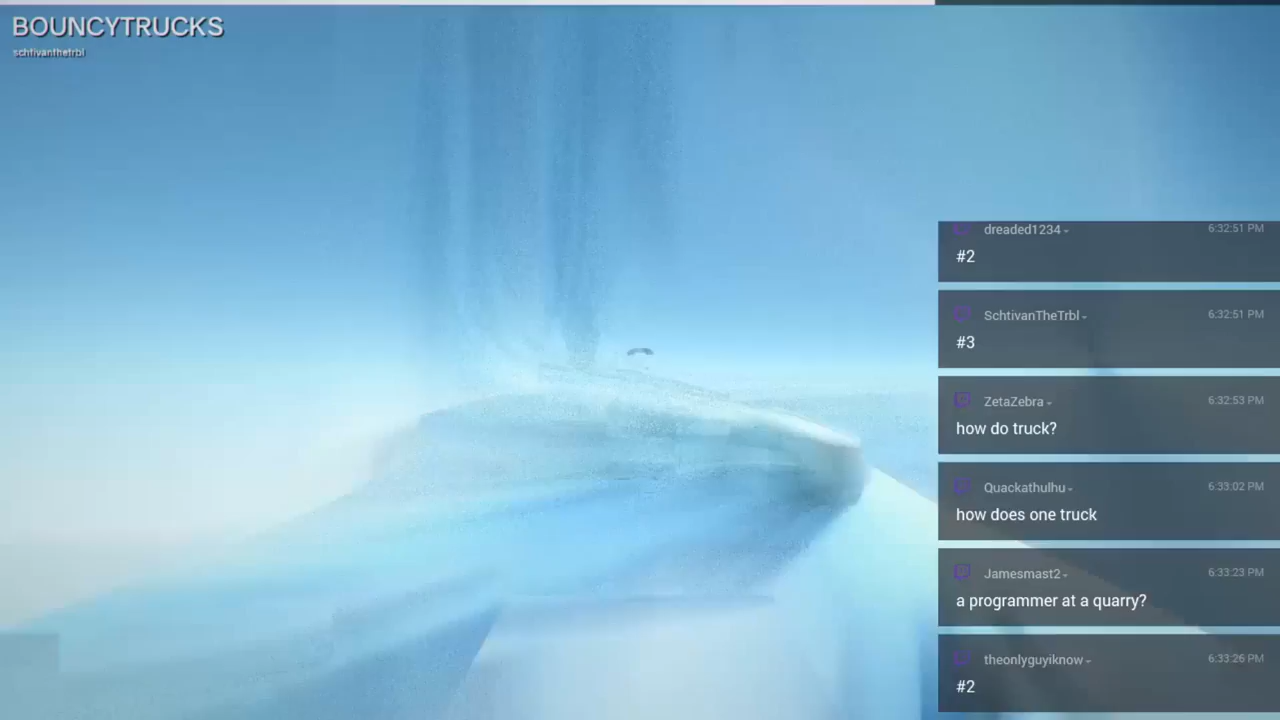 BOUNCYTRUCKS
schtivanthetrbl
dreaded1234 6:32:51 PM
#2
SchtivanTheTrbl 6:32:51 PM
#3
ZetaZebra 6:32:53 PM
how do truck?
Quackathulhu 6:33:02 PM
how does one truck
Jamesmast2 6:33:23 PM
a programmer at a quarry?
theonlyguyiknow 6:33:26 PM
#2